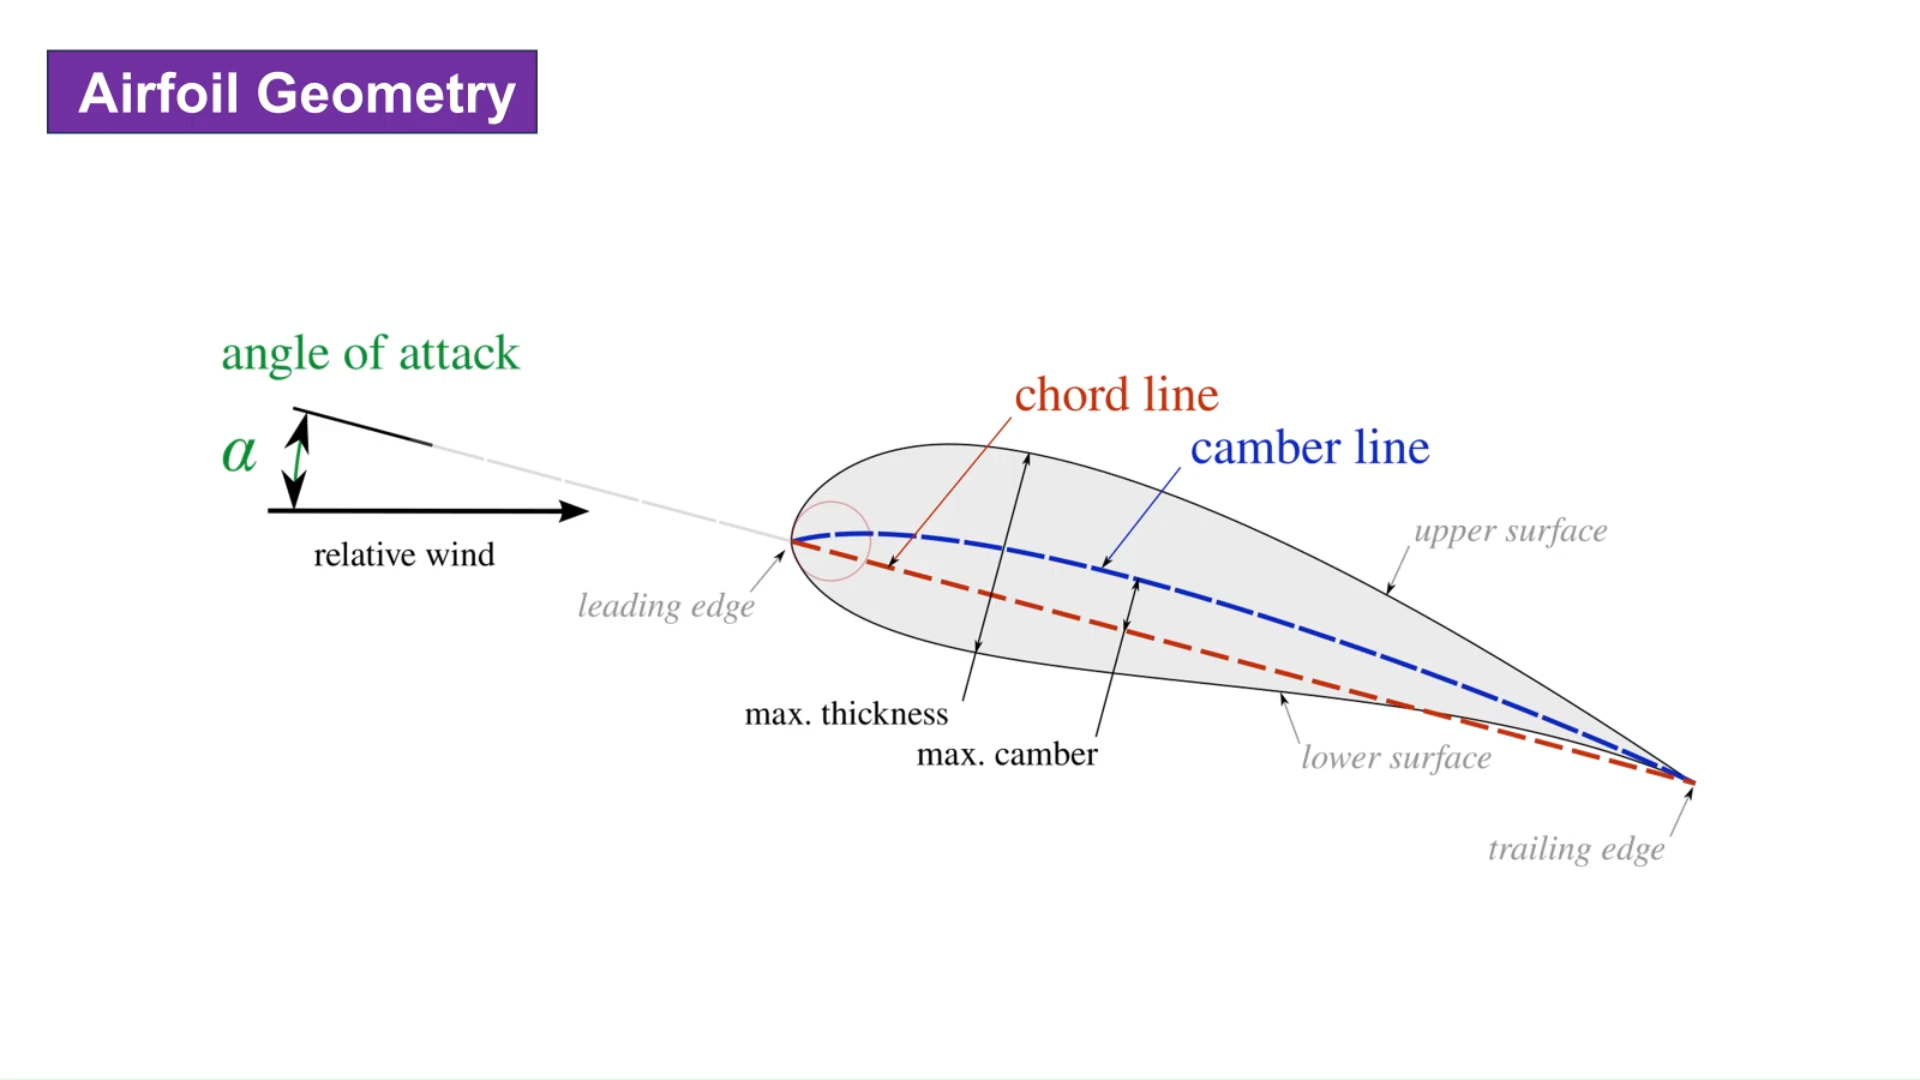 Airfoil Geometry
angle of attack
α
relative wind
chord line
camber line
upper surface
leading edge
max. thickness
max. camber
lower surface
trailing edge